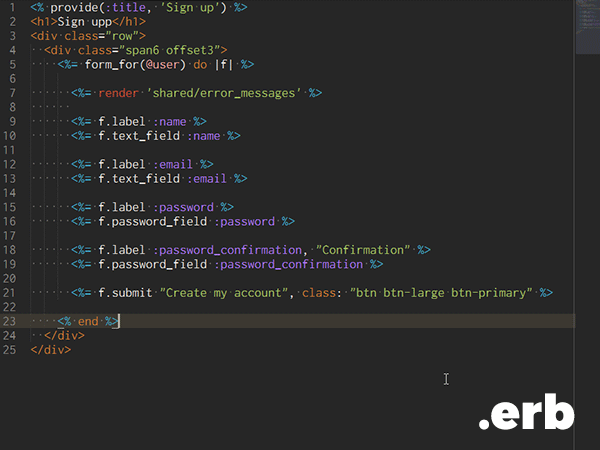 1 <% provide(:title, 'Sign up') %>
2 <h1>Sign upp</h1>
3 <div class="row">
4   <div class="span6 offset3">
5     <%= form_for(@user) do |f| %>
6
7       <%= render 'shared/error_messages' %>
8
9       <%= f.label :name %>
10       <%= f.text_field :name %>
11
12       <%= f.label :email %>
13       <%= f.text_field :email %>
14
15       <%= f.label :password %>
16       <%= f.password_field :password %>
17
18       <%= f.label :password_confirmation, "Confirmation" %>
19       <%= f.password_field :password_confirmation %>
20
21       <%= f.submit "Create my account", class: "btn btn-large btn-primary" %>
22
23     <% end %>
24   </div>
25 </div>
.erb